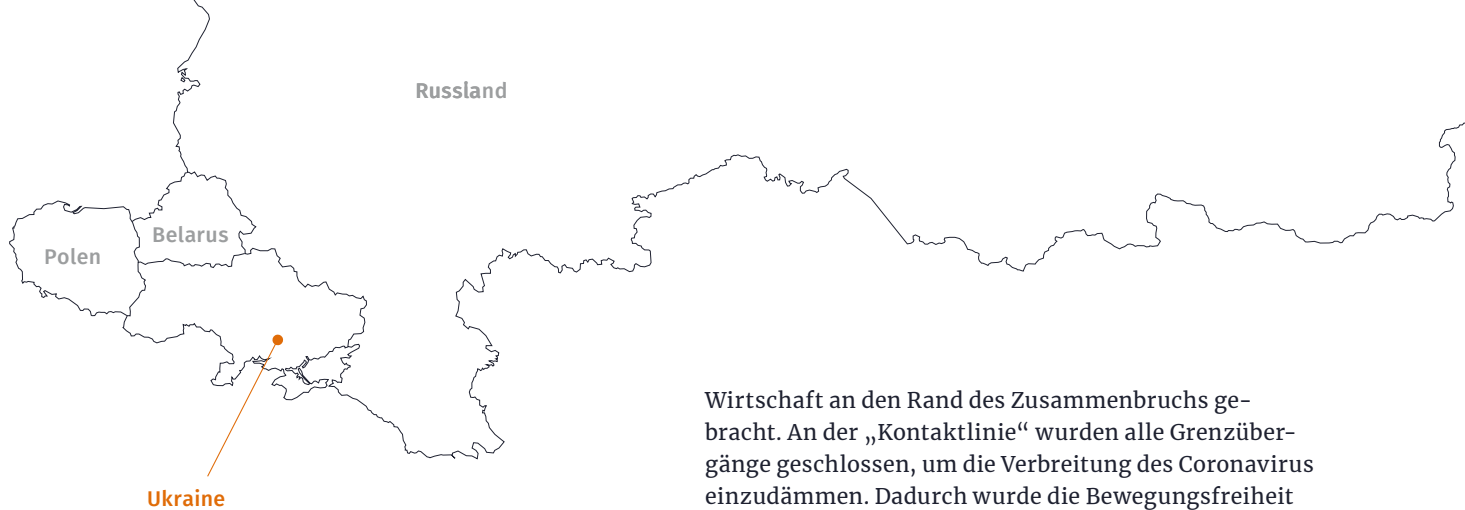 Russland
Belarus
Polen
Ukraine
Wirtschaft an den Rand des Zusammenbruchs ge-
bracht. An der „Kontaktlinie“ wurden alle Grenzüber-
gänge geschlossen, um die Verbreitung des Coronavirus
einzudämmen. Dadurch wurde die Bewegungsfreiheit